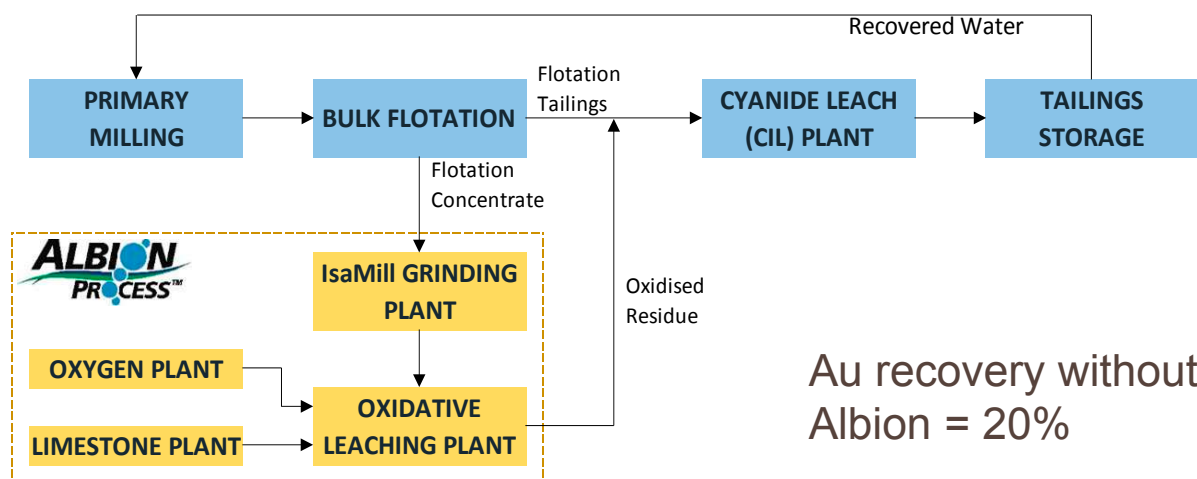 Recovered Water
PRIMARY
MILLING
BULK FLOTATION
Flotation
Tailings
CYANIDE LEACH
(CIL) PLANT
TAILINGS
STORAGE
Flotation
Concentrate
ALBION
PROCESS™
IsaMill GRINDING
PLANT
Oxidised
Residue
OXYGEN PLANT
LIMESTONE PLANT
OXIDATIVE
LEACHING PLANT
Au recovery without
Albion = 20%